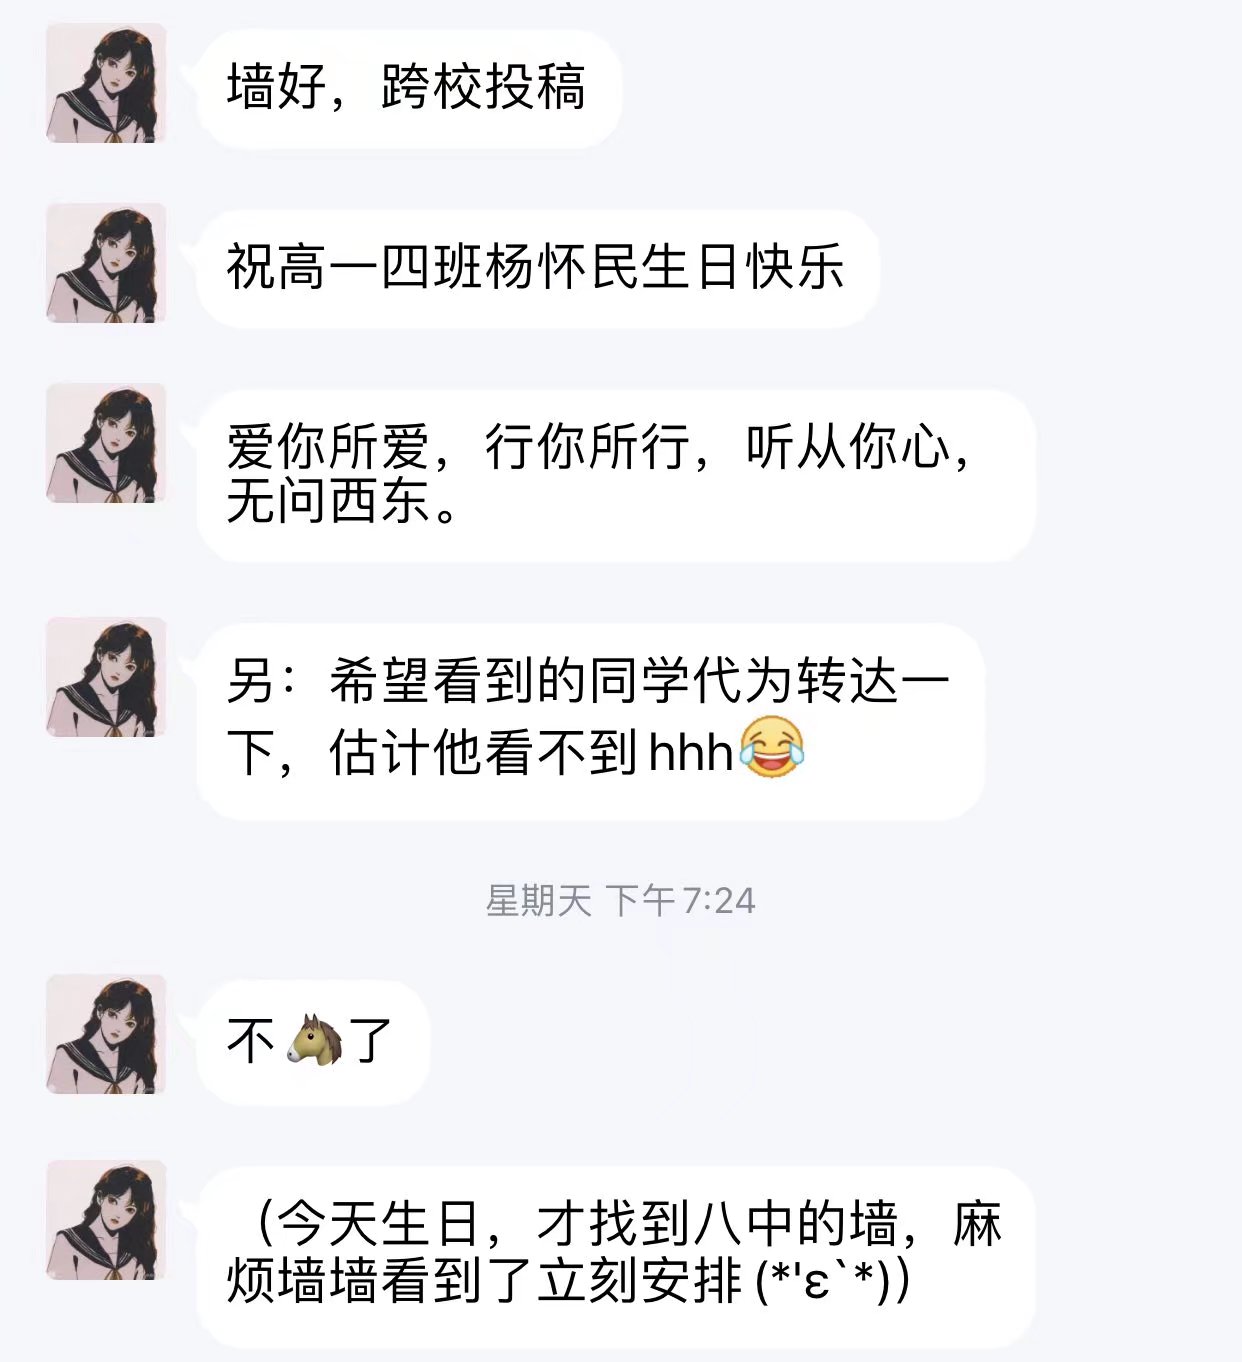 墙好，跨校投稿
祝高一四班杨怀民生日快乐
爱你所爱，行你所行，听从你心，
无问西东。
另：希望看到的同学代为转达一
下，估计他看不到hhh😂
星期天 下午7:24
不🐴了
（今天生日，才找到八中的墙，麻
烦墙墙看到了立刻安排(*'ε`*)）